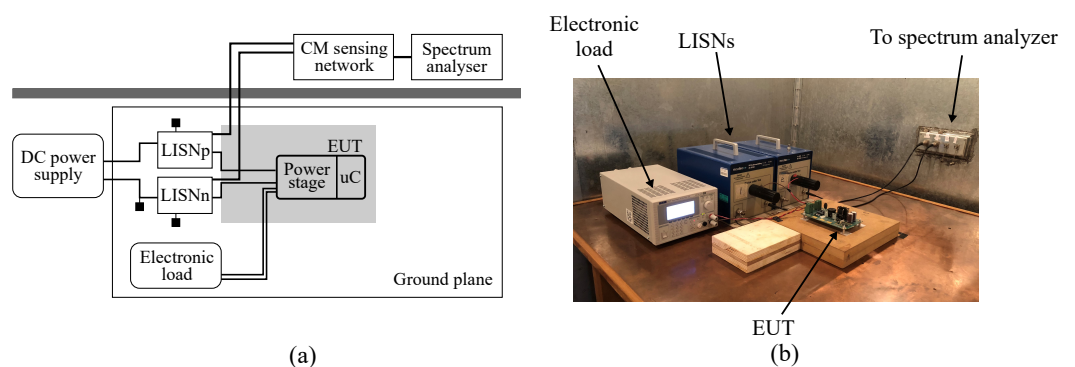 CM sensing
network
Spectrum
analyser
DC power
supply
LISNp
LISNn
EUT
Power
stage
uC
Electronic
load
Ground plane
(a)
Electronic
load
LISNs
To spectrum analyzer
EUT
(b)